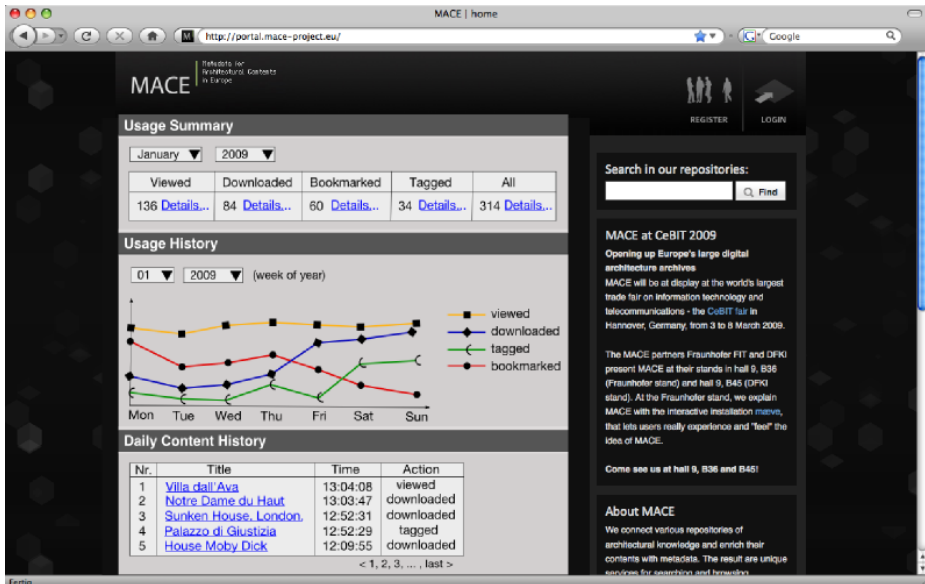 MACE | home
http://portal.mace-project.eu/
Google
MACE
Metadata for
Architectural Contents
in Europe
REGISTER
LOGIN
Usage Summary
January
2009
Viewed Downloaded Bookmarked Tagged All
136 Details... 84 Details... 60 Details... 34 Details... 314 Details...
Usage History
01
2009
(week of year)
viewed
downloaded
tagged
bookmarked
Mon Tue Wed Thu Fri Sat Sun
Daily Content History
Nr. Title Time Action
1 Villa dall'Ava 13:04:08 viewed
2 Notre Dame du Haut 13:03:47 downloaded
3 Sunken House, London, 12:52:31 downloaded
4 Palazzo di Giustizia 12:52:29 tagged
5 House Moby Dick 12:09:55 downloaded
< 1, 2, 3, ... , last >
Search in our repositories:
Find
MACE at CeBIT 2009
Opening up Europe's large digital
architecture archives
MACE will be at display at the world's largest
trade fair on information technology and
telecommunications - the CeBIT fair in
Hannover, Germany, from 3 to 8 March 2009.
The MACE partners Fraunhofer FIT and DFKI
present MACE at their stands in hall 9, B36
(Fraunhofer stand) and hall 9, B45 (DFKI
stand). At the Fraunhofer stand, we explain
MACE with the interactive installation mæve,
that lets users really experience and "feel" the
idea of MACE.
Come see us at hall 9, B36 and B45!
About MACE
We connect various repositories of
architectural knowledge and enrich their
contents with metadata. The result are unique
services for searching and browsing
Fertig